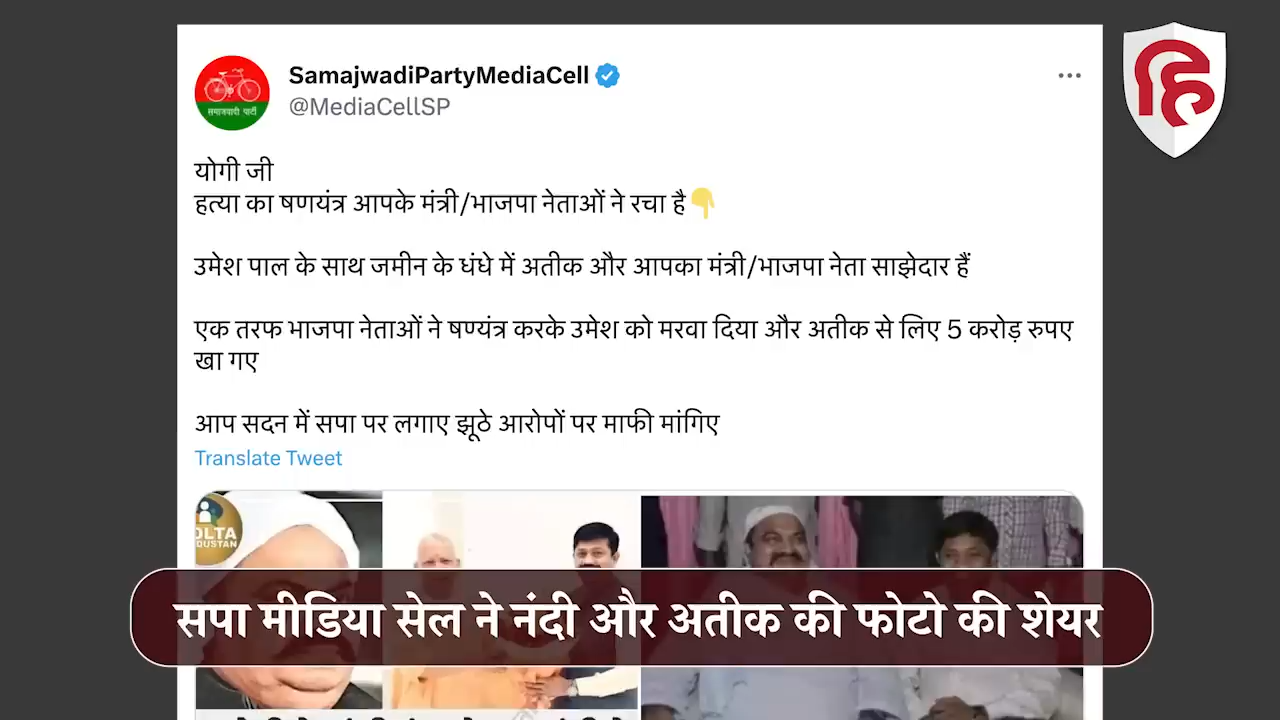 SamajwadiPartyMediaCell
@MediaCellSP
समाजवादी पार्टी
योगी जी
हत्या का षणयंत्र आपके मंत्री/भाजपा नेताओं ने रचा है👇
उमेश पाल के साथ जमीन के धंधे में अतीक और आपका मंत्री/भाजपा नेता साझेदार हैं
एक तरफ भाजपा नेताओं ने षण्यंत्र करके उमेश को मरवा दिया और अतीक से लिए 5 करोड़ रुपए
खा गए
आप सदन में सपा पर लगाए झूठे आरोपों पर माफी मांगिए
Translate Tweet
सपा मीडिया सेल ने नंदी और अतीक की फोटो की शेयर